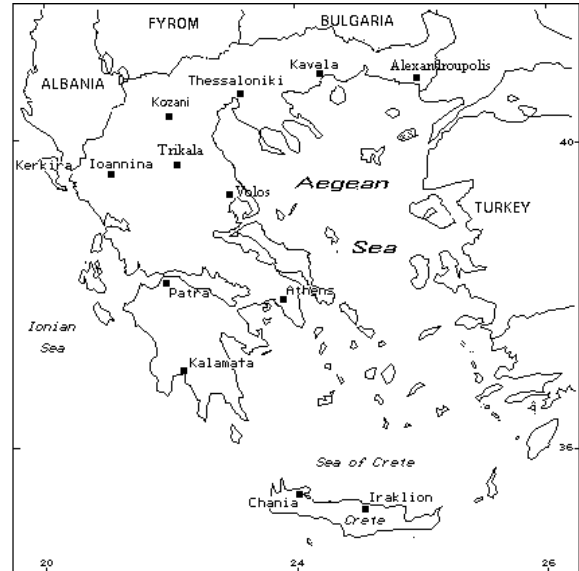 FYROM
BULGARIA
ALBANIA
Kavala
Alexandroupolis
Thessaloniki
Kozani
40
Kerkira
Ioannina
Trikala
Aegean
Volos
TURKEY
Sea
Patra
Athens
Ionian
Sea
Kalamata
36
Sea of Crete
Chania
Iraklion
Crete
20
24
26